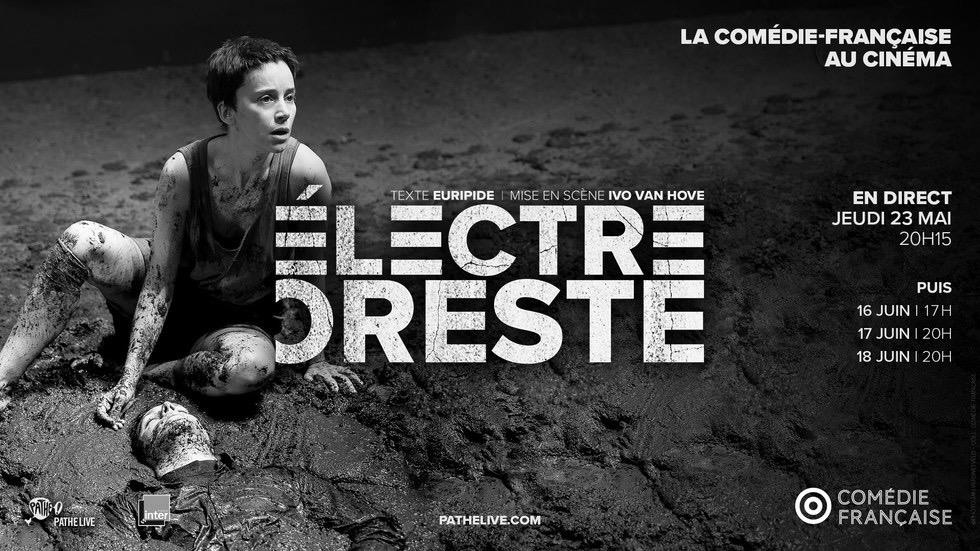 LA COMÉDIE-FRANÇAISE
AU CINÉMA
TEXTE EURIPIDE | MISE EN SCÈNE IVO VAN HOVE
ÉLECTRE
ORESTE
EN DIRECT
JEUDI 23 MAI
20H15
PUIS
16 JUIN | 17H
17 JUIN | 20H
18 JUIN | 20H
PATHÉ
PATHE LIVE
inter
PATHELIVE.COM
COMÉDIE
FRANÇAISE